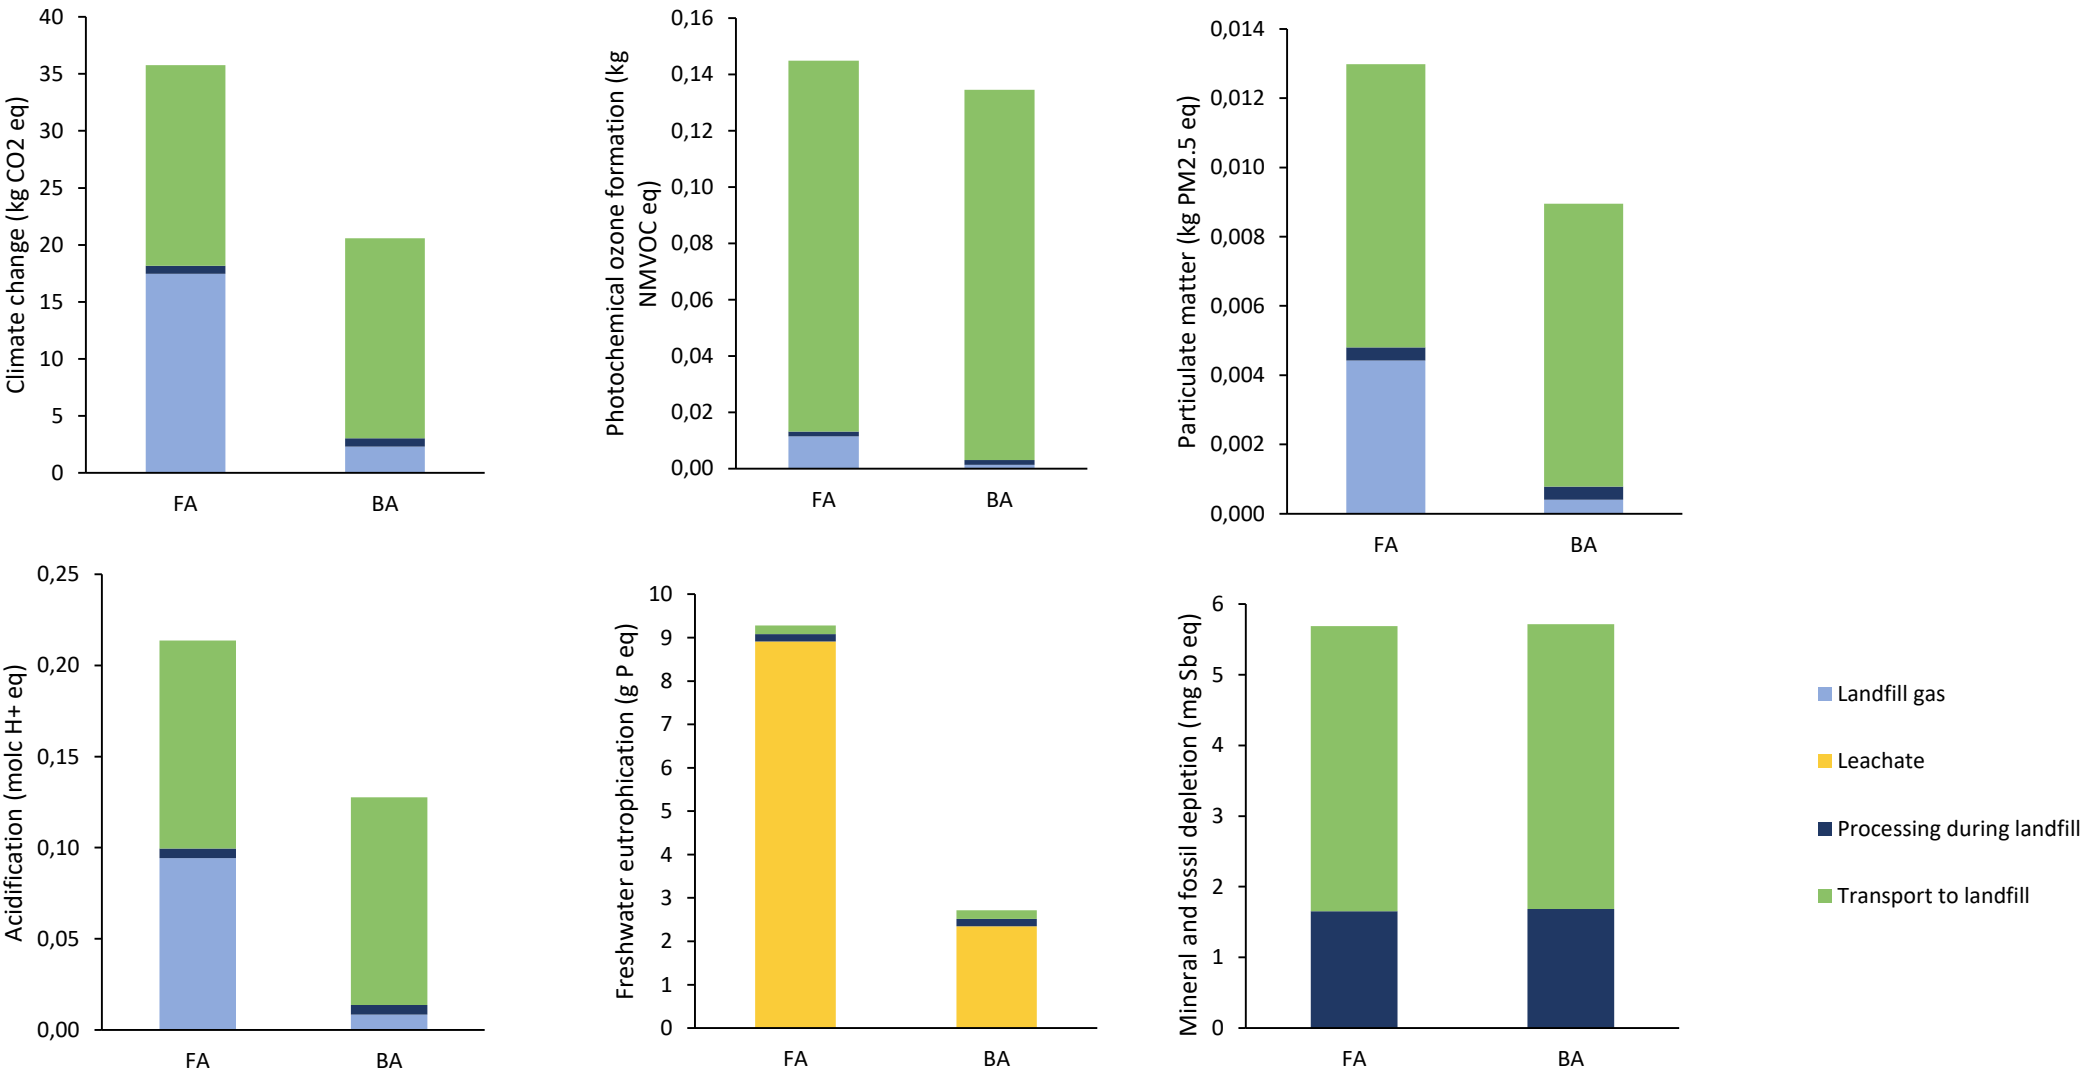 Climate change (kg CO2 eq)
40
35
30
25
20
15
10
5
0
FA
BA
Photochemical ozone formation (kg
NMVOC eq)
0,16
0,14
0,12
0,10
0,08
0,06
0,04
0,02
0,00
FA
BA
Particulate matter (kg PM2.5 eq)
0,014
0,012
0,010
0,008
0,006
0,004
0,002
0,000
FA
BA
Acidification (molc H+ eq)
0,25
0,20
0,15
0,10
0,05
0,00
FA
BA
Freshwater eutrophication (g P eq)
10
9
8
7
6
5
4
3
2
1
0
FA
BA
Mineral and fossil depletion (mg Sb eq)
6
5
4
3
2
1
0
FA
BA
Landfill gas
Leachate
Processing during landfill
Transport to landfill